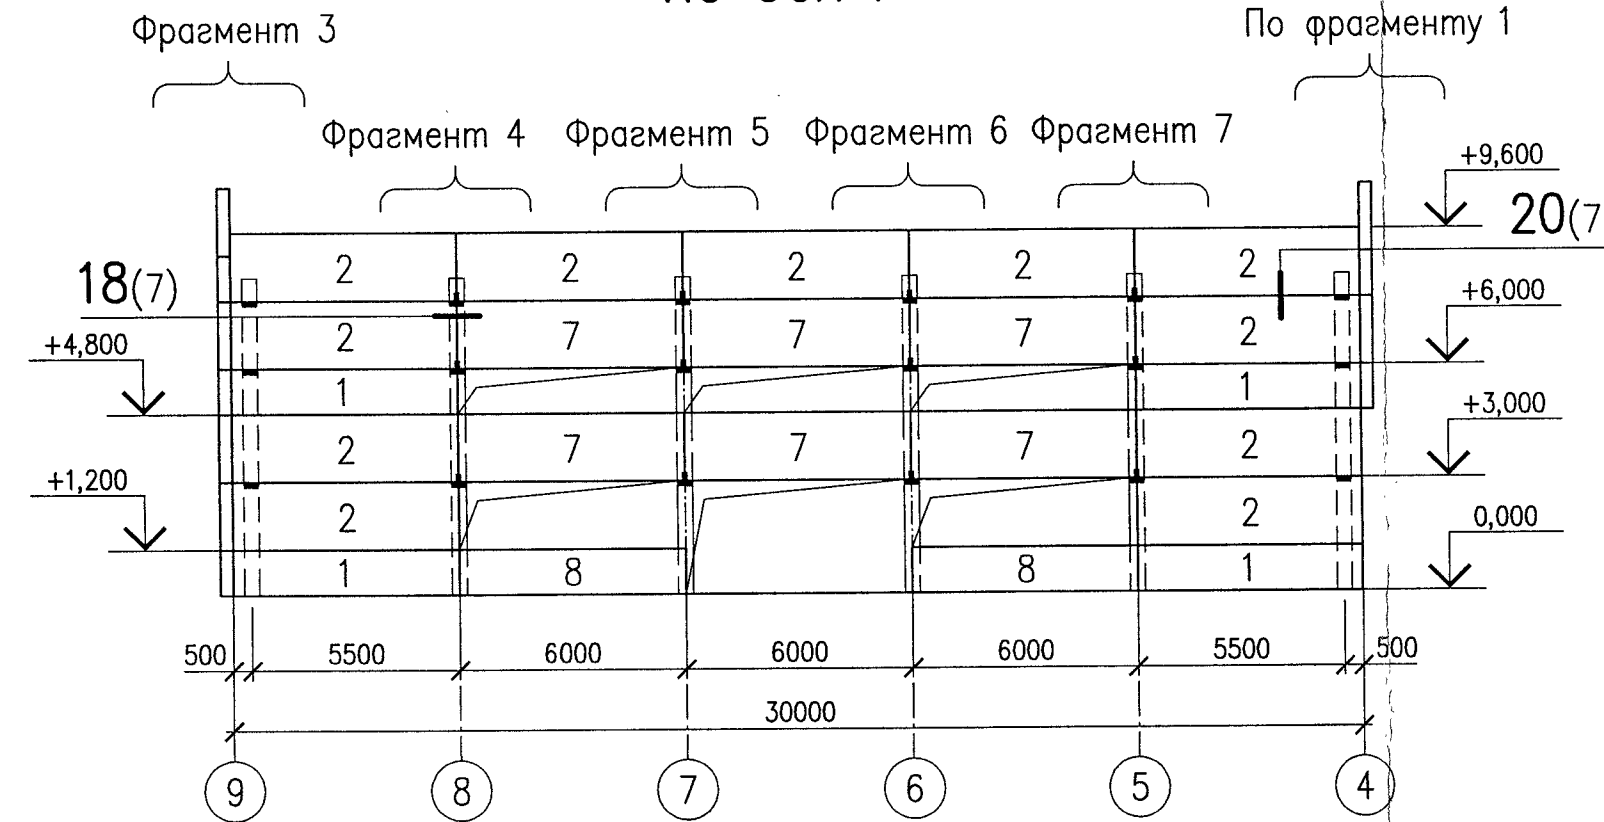 Фрагмент 3
По фрагменту 1
Фрагмент 4 Фрагмент 5 Фрагмент 6 Фрагмент 7
+9,600
20(7
18(7)
2 2 2 2 2
+6,000
+4,800
2 7 7 7 2
1 1
+3,000
2 7 7 7 2
+1,200
0,000
2 2
1 8 8 1
500 5500 6000 6000 6000 5500 500
30000
9 8 7 6 5 4